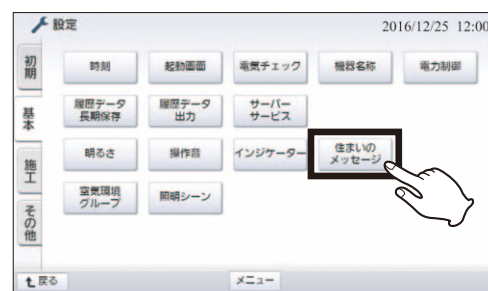 設定
2016/12/25 12:00
初期
基本
施工
その他
時刻
起動画面
電気チェック
機器名称
電力制御
履歴データ
長期保存
履歴データ
出力
サーバー
サービス
明るさ
操作音
インジケーター
住まいの
メッセージ
空気環境
グループ
照明シーン
戻る
メニュー